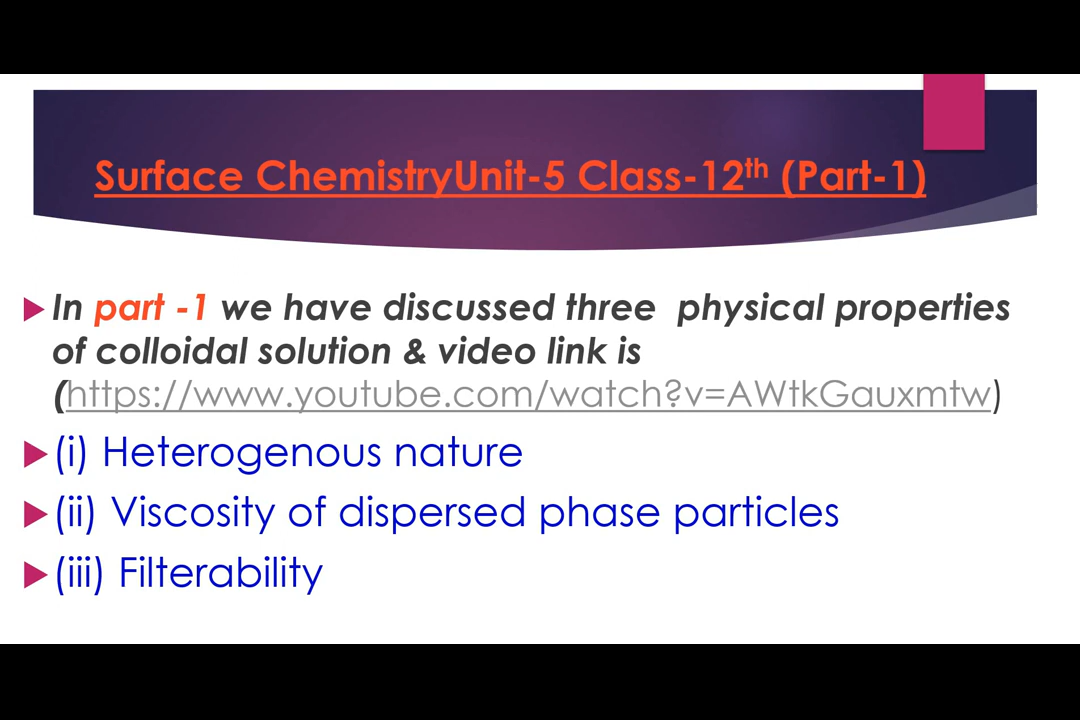 Surface ChemistryUnit-5 Class-12th (Part-1)
In part -1 we have discussed three physical properties
of colloidal solution & video link is
(https://www.youtube.com/watch?v=AWtkGauxmtw)
(i) Heterogenous nature
(ii) Viscosity of dispersed phase particles
(iii) Filterability